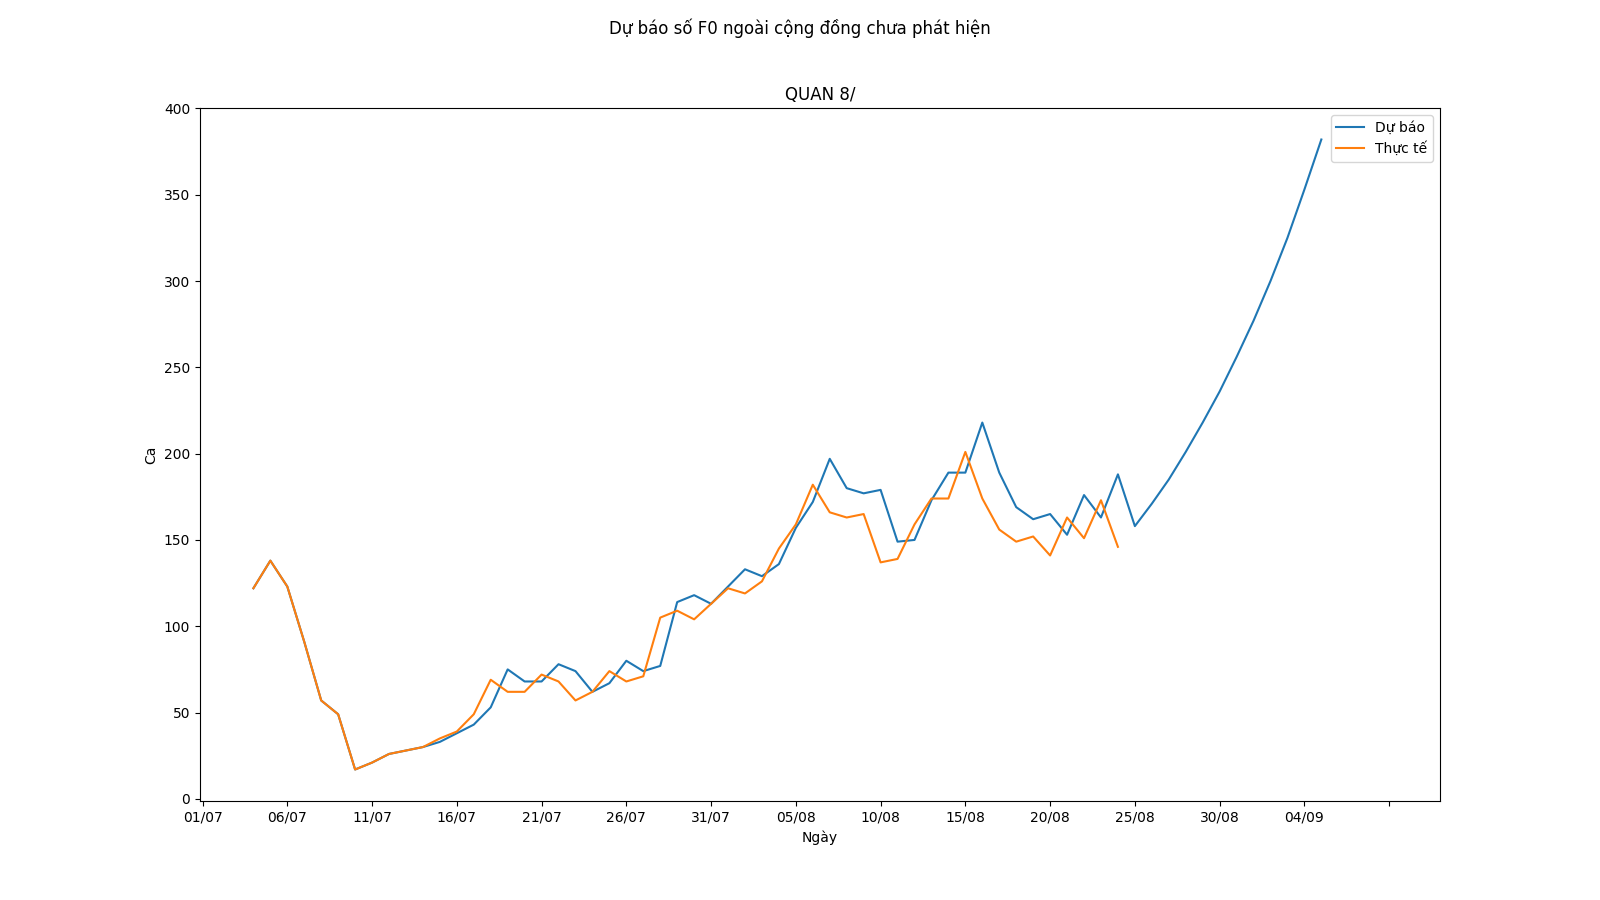 Dự báo số F0 ngoài cộng đồng chưa phát hiện
QUAN 8/
400
350
300
250
200
150
100
50
0
Ca
Dự báo
Thực tế
01/07 06/07 11/07 16/07 21/07 26/07 31/07 05/08 10/08 15/08 20/08 25/08 30/08 04/09
Ngày